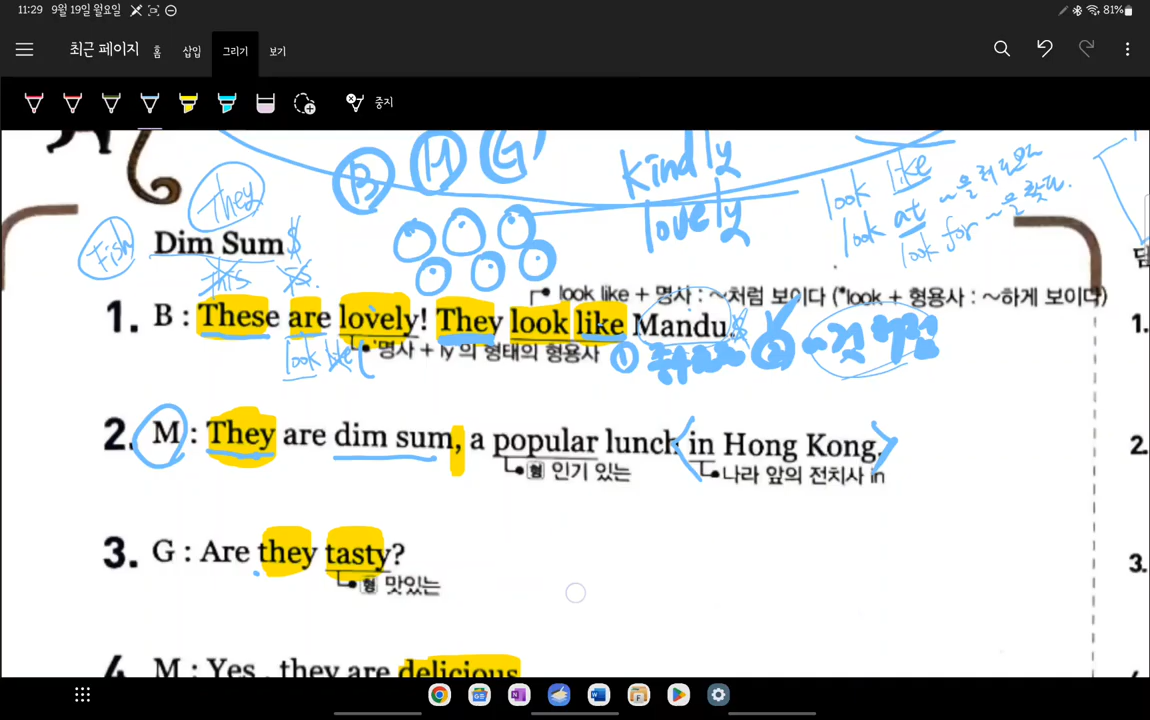 11:29 9월 19일 월요일 81%
최근 페이지 홈 삽입 그리기 보기
중지
B H G
kindly
lovely
look like
look at ~을
look for ~을 찾다.
They
Fish
Dim Sum
This is.
look like + 명사 : ~처럼 보이다 (*look + 형용사 : ~하게 보이다)
1. B : These are lovely! They look like Mandu.
look like
명사 + ly 의 형태의 형용사
①
2. M : They are dim sum, a popular lunch <in Hong Kong.>
형 인기 있는
나라 앞의 전치사 in
3. G : Are they tasty?
형 맛있는
4. M : Yes, they are delicious
1.
2.
3.